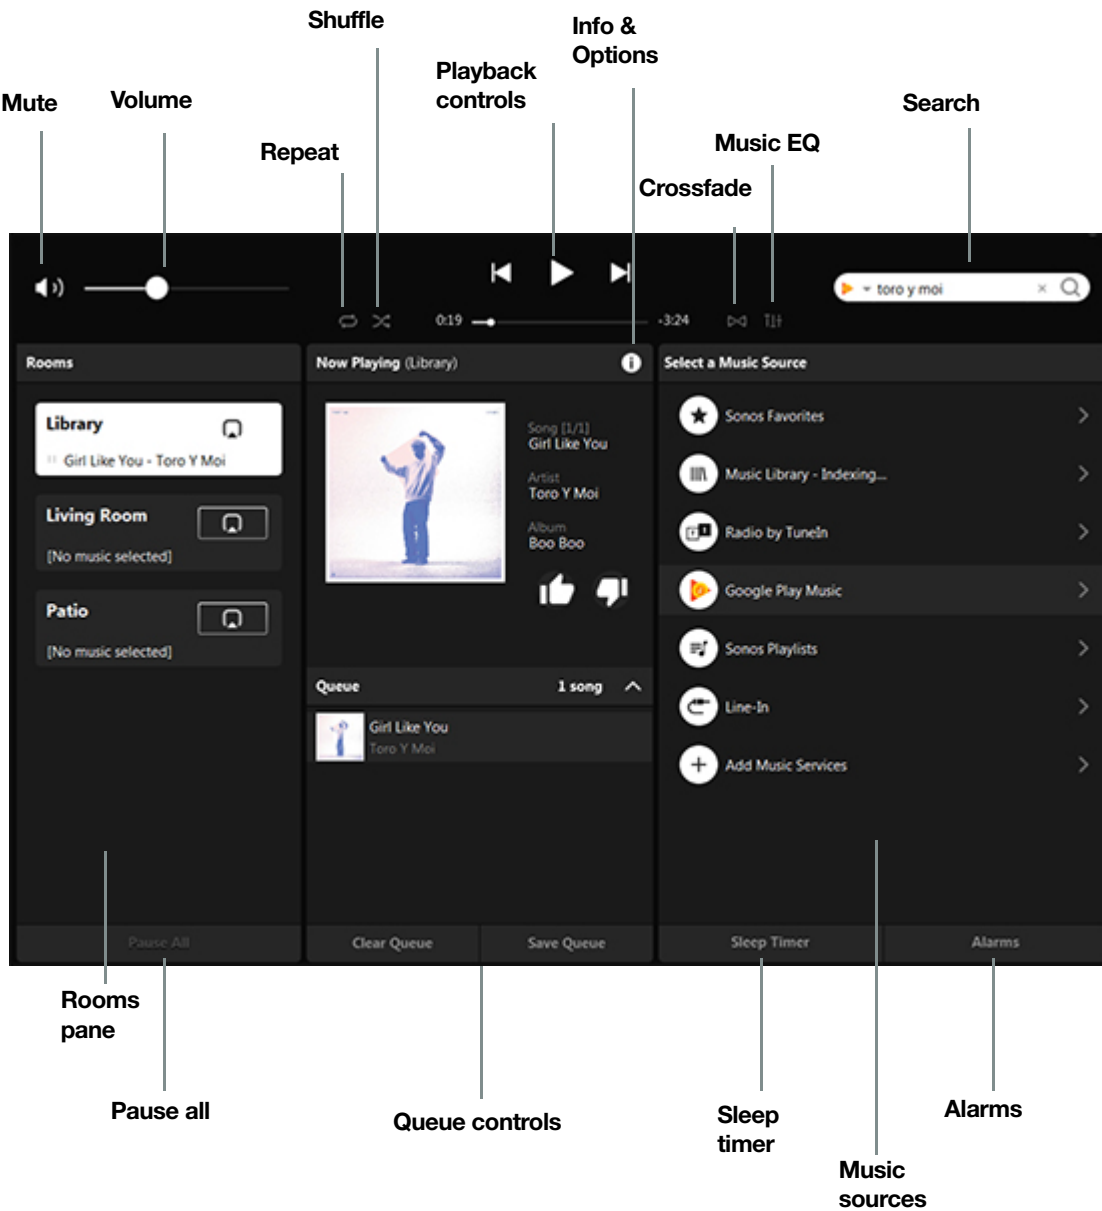 Shuffle
Info &
Options
Playback
controls
Mute
Volume
Search
Repeat
Music EQ
Crossfade
toro y moi
0:19
-3:24
Rooms
Now Playing (Library)
Select a Music Source
Library
Girl Like You - Toro Y Moi
Living Room
[No music selected]
Patio
[No music selected]
Song [1/1]
Girl Like You
Artist
Toro Y Moi
Album
Boo Boo
Queue
1 song
Girl Like You
Toro Y Moi
Sonos Favorites
Music Library - Indexing...
Radio by TuneIn
Google Play Music
Sonos Playlists
Line-In
Add Music Services
Pause All
Clear Queue
Save Queue
Sleep Timer
Alarms
Rooms
pane
Pause all
Queue controls
Sleep
timer
Alarms
Music
sources